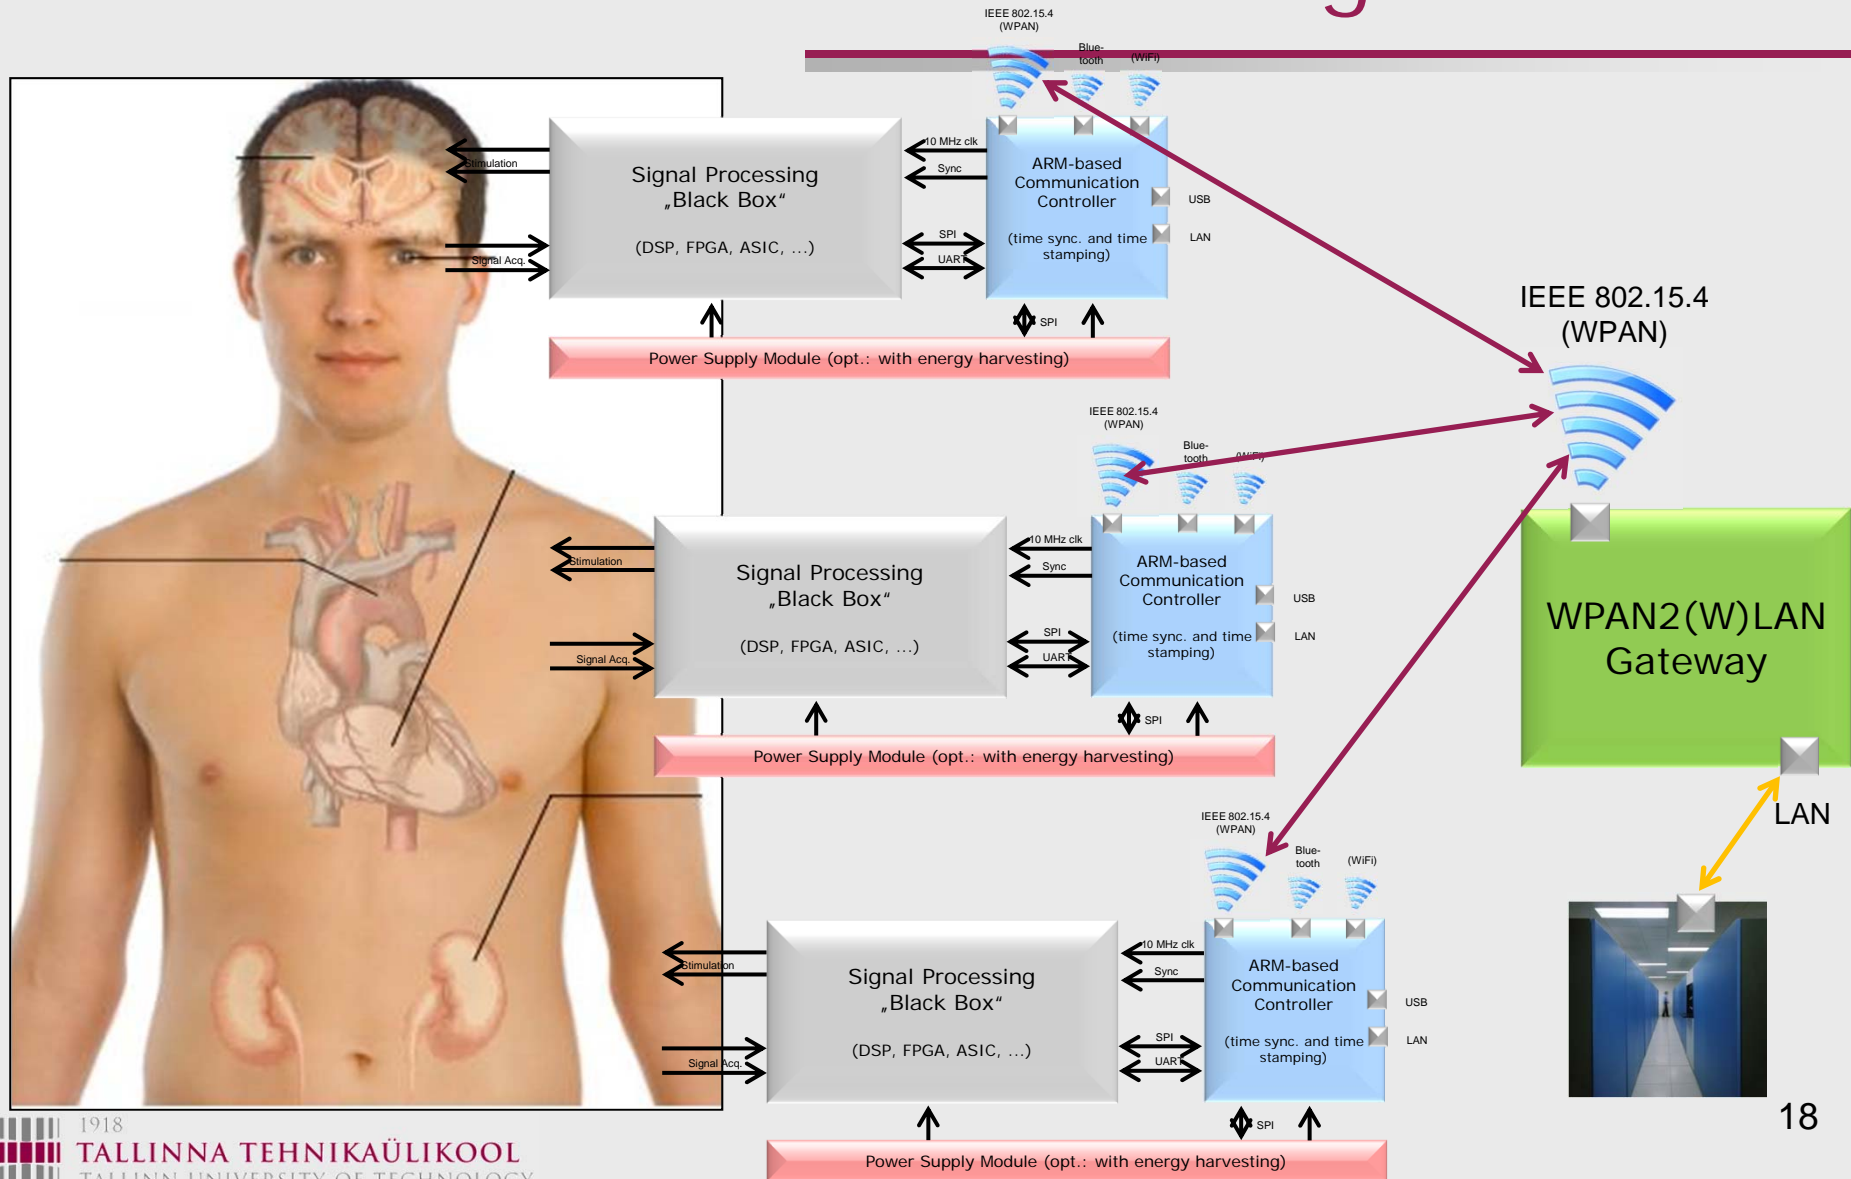 IEEE 802.15.4
(WPAN)
Blue-
tooth
(WiFi)
Stimulation
Signal Acq.
Signal Processing
„Black Box“
(DSP, FPGA, ASIC, ...)
10 MHz clk
Sync
SPI
UART
ARM-based
Communication
Controller
(time sync. and time
stamping)
USB
LAN
SPI
Power Supply Module (opt.: with energy harvesting)
IEEE 802.15.4
(WPAN)
IEEE 802.15.4
(WPAN)
Blue-
tooth
(WiFi)
Stimulation
Signal Acq.
Signal Processing
„Black Box“
(DSP, FPGA, ASIC, ...)
10 MHz clk
Sync
SPI
UART
ARM-based
Communication
Controller
(time sync. and time
stamping)
USB
LAN
SPI
Power Supply Module (opt.: with energy harvesting)
WPAN2(W)LAN
Gateway
LAN
IEEE 802.15.4
(WPAN)
Blue-
tooth
(WiFi)
Stimulation
Signal Acq.
Signal Processing
„Black Box“
(DSP, FPGA, ASIC, ...)
10 MHz clk
Sync
SPI
UART
ARM-based
Communication
Controller
(time sync. and time
stamping)
USB
LAN
SPI
Power Supply Module (opt.: with energy harvesting)
18
1918
TALLINNA TEHNIKAÜLIKOOL
TALLINN UNIVERSITY OF TECHNOLOGY